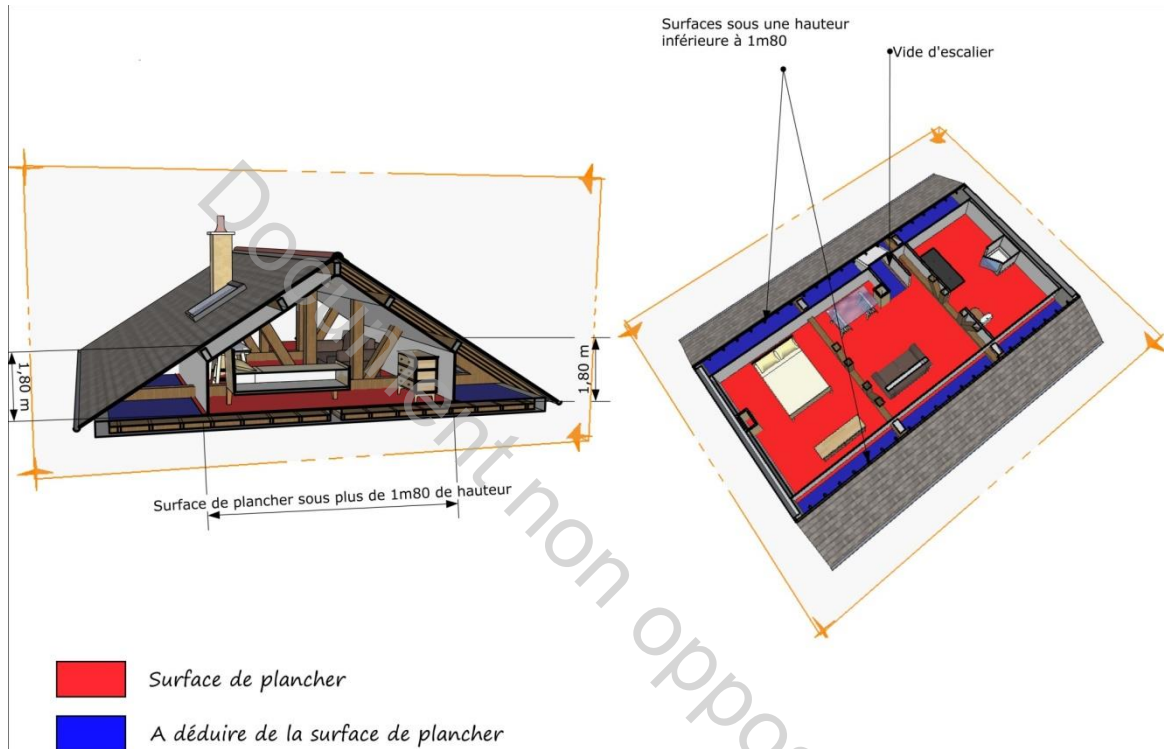 Surfaces sous une hauteur
inférieure à 1m80
Vide d'escalier
1,80 m
1,80 m
Surface de plancher sous plus de 1m80 de hauteur
Surface de plancher
A déduire de la surface de plancher
Document non oppos